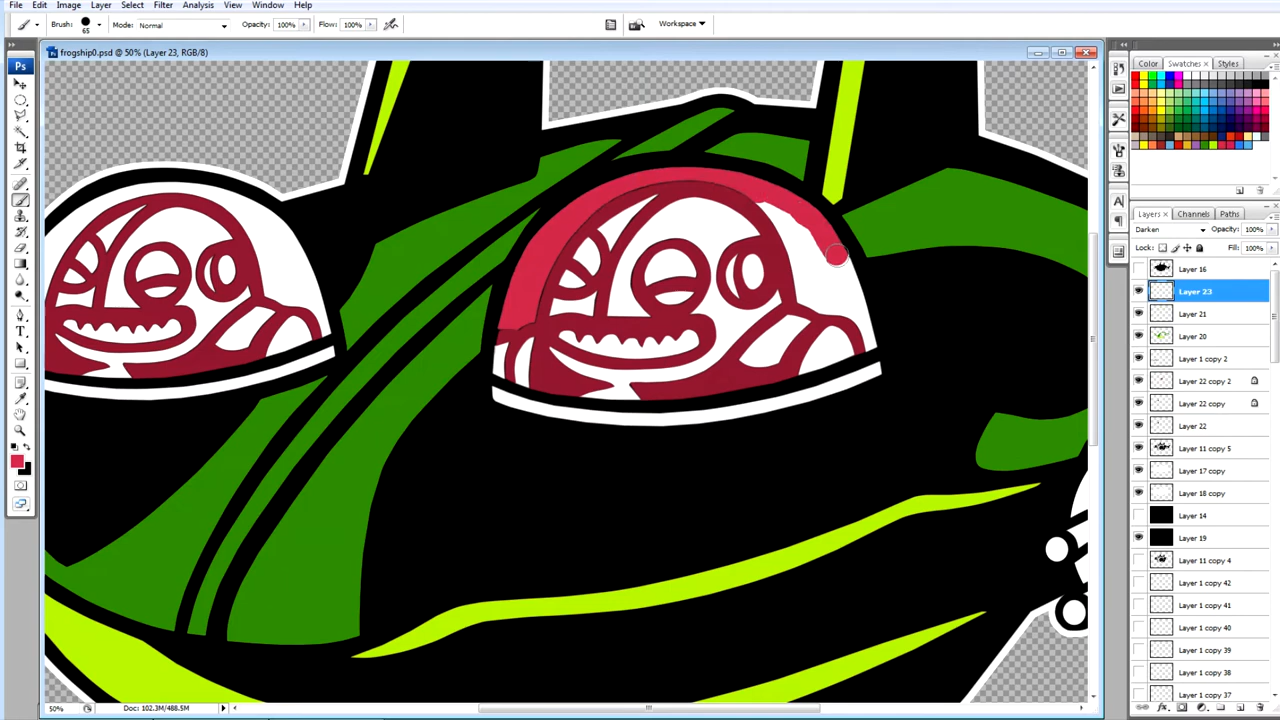 File Edit Image Layer Select Filter Analysis View Window Help
Brush: 65 Mode: Normal Opacity: 100% Flow: 100% Workspace
Ps
frogship0.psd @ 50% (Layer 23, RGB/8)
Color Swatches Styles
Layers Channels Paths
Darken Opacity: 100%
Lock: Fill: 100%
Layer 16
Layer 23
Layer 21
Layer 20
Layer 1 copy 2
Layer 22 copy 2
Layer 22 copy
Layer 22
Layer 11 copy 5
Layer 17 copy
Layer 18 copy
Layer 14
Layer 19
Layer 11 copy 4
Layer 1 copy 42
Layer 1 copy 41
Layer 1 copy 40
Layer 1 copy 39
Layer 1 copy 38
Layer 1 copy 37
50% Doc: 102.3M/488.5M